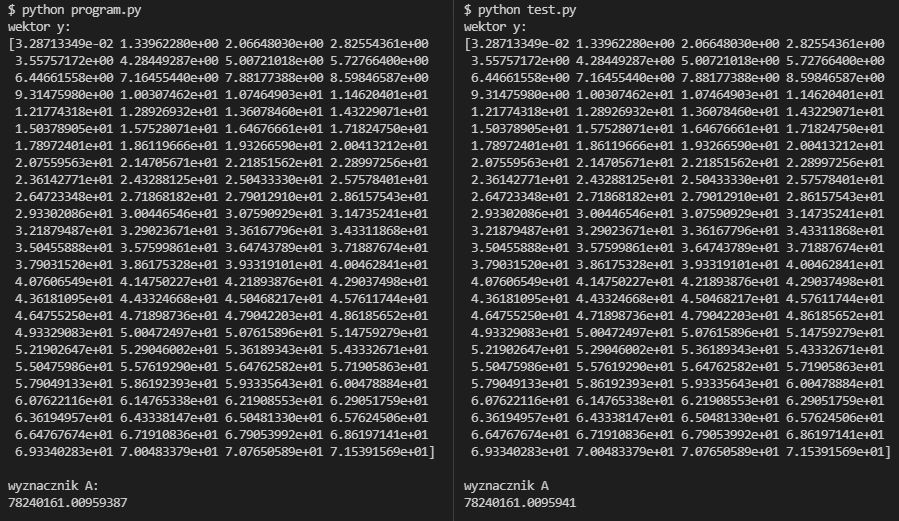 $ python program.py
wektor y:
[3.28713349e-02 1.33962280e+00 2.06648030e+00 2.82554361e+00
3.55757172e+00 4.28449287e+00 5.00721018e+00 5.72766400e+00
6.44661558e+00 7.16455440e+00 7.88177388e+00 8.59846587e+00
9.31475980e+00 1.00307462e+01 1.07464903e+01 1.14620401e+01
1.21774318e+01 1.28926932e+01 1.36078460e+01 1.43229071e+01
1.50378905e+01 1.57528071e+01 1.64676661e+01 1.71824750e+01
1.78972401e+01 1.86119666e+01 1.93266590e+01 2.00413212e+01
2.07559563e+01 2.14705671e+01 2.21851562e+01 2.28997256e+01
2.36142771e+01 2.43288125e+01 2.50433330e+01 2.57578401e+01
2.64723348e+01 2.71868182e+01 2.79012910e+01 2.86157543e+01
2.93302086e+01 3.00446546e+01 3.07590929e+01 3.14735241e+01
3.21879487e+01 3.29023671e+01 3.36167796e+01 3.43311868e+01
3.50455888e+01 3.57599861e+01 3.64743789e+01 3.71887674e+01
3.79031520e+01 3.86175328e+01 3.93319101e+01 4.00462841e+01
4.07606549e+01 4.14750227e+01 4.21893876e+01 4.29037498e+01
4.36181095e+01 4.43324668e+01 4.50468217e+01 4.57611744e+01
4.64755250e+01 4.71898736e+01 4.79042203e+01 4.86185652e+01
4.93329083e+01 5.00472497e+01 5.07615896e+01 5.14759279e+01
5.21902647e+01 5.29046002e+01 5.36189343e+01 5.43332671e+01
5.50475986e+01 5.57619290e+01 5.64762582e+01 5.71905863e+01
5.79049133e+01 5.86192393e+01 5.93335643e+01 6.00478884e+01
6.07622116e+01 6.14765338e+01 6.21908553e+01 6.29051759e+01
6.36194957e+01 6.43338147e+01 6.50481330e+01 6.57624506e+01
6.64767674e+01 6.71910836e+01 6.79053992e+01 6.86197141e+01
6.93340283e+01 7.00483379e+01 7.07650589e+01 7.15391569e+01]
wyznacznik A:
78240161.00959387
$ python test.py
wektor y:
[3.28713349e-02 1.33962280e+00 2.06648030e+00 2.82554361e+00
3.55757172e+00 4.28449287e+00 5.00721018e+00 5.72766400e+00
6.44661558e+00 7.16455440e+00 7.88177388e+00 8.59846587e+00
9.31475980e+00 1.00307462e+01 1.07464903e+01 1.14620401e+01
1.21774318e+01 1.28926932e+01 1.36078460e+01 1.43229071e+01
1.50378905e+01 1.57528071e+01 1.64676661e+01 1.71824750e+01
1.78972401e+01 1.86119666e+01 1.93266590e+01 2.00413212e+01
2.07559563e+01 2.14705671e+01 2.21851562e+01 2.28997256e+01
2.36142771e+01 2.43288125e+01 2.50433330e+01 2.57578401e+01
2.64723348e+01 2.71868182e+01 2.79012910e+01 2.86157543e+01
2.93302086e+01 3.00446546e+01 3.07590929e+01 3.14735241e+01
3.21879487e+01 3.29023671e+01 3.36167796e+01 3.43311868e+01
3.50455888e+01 3.57599861e+01 3.64743789e+01 3.71887674e+01
3.79031520e+01 3.86175328e+01 3.93319101e+01 4.00462841e+01
4.07606549e+01 4.14750227e+01 4.21893876e+01 4.29037498e+01
4.36181095e+01 4.43324668e+01 4.50468217e+01 4.57611744e+01
4.64755250e+01 4.71898736e+01 4.79042203e+01 4.86185652e+01
4.93329083e+01 5.00472497e+01 5.07615896e+01 5.14759279e+01
5.21902647e+01 5.29046002e+01 5.36189343e+01 5.43332671e+01
5.50475986e+01 5.57619290e+01 5.64762582e+01 5.71905863e+01
5.79049133e+01 5.86192393e+01 5.93335643e+01 6.00478884e+01
6.07622116e+01 6.14765338e+01 6.21908553e+01 6.29051759e+01
6.36194957e+01 6.43338147e+01 6.50481330e+01 6.57624506e+01
6.64767674e+01 6.71910836e+01 6.79053992e+01 6.86197141e+01
6.93340283e+01 7.00483379e+01 7.07650589e+01 7.15391569e+01]
wyznacznik A
78240161.0095941